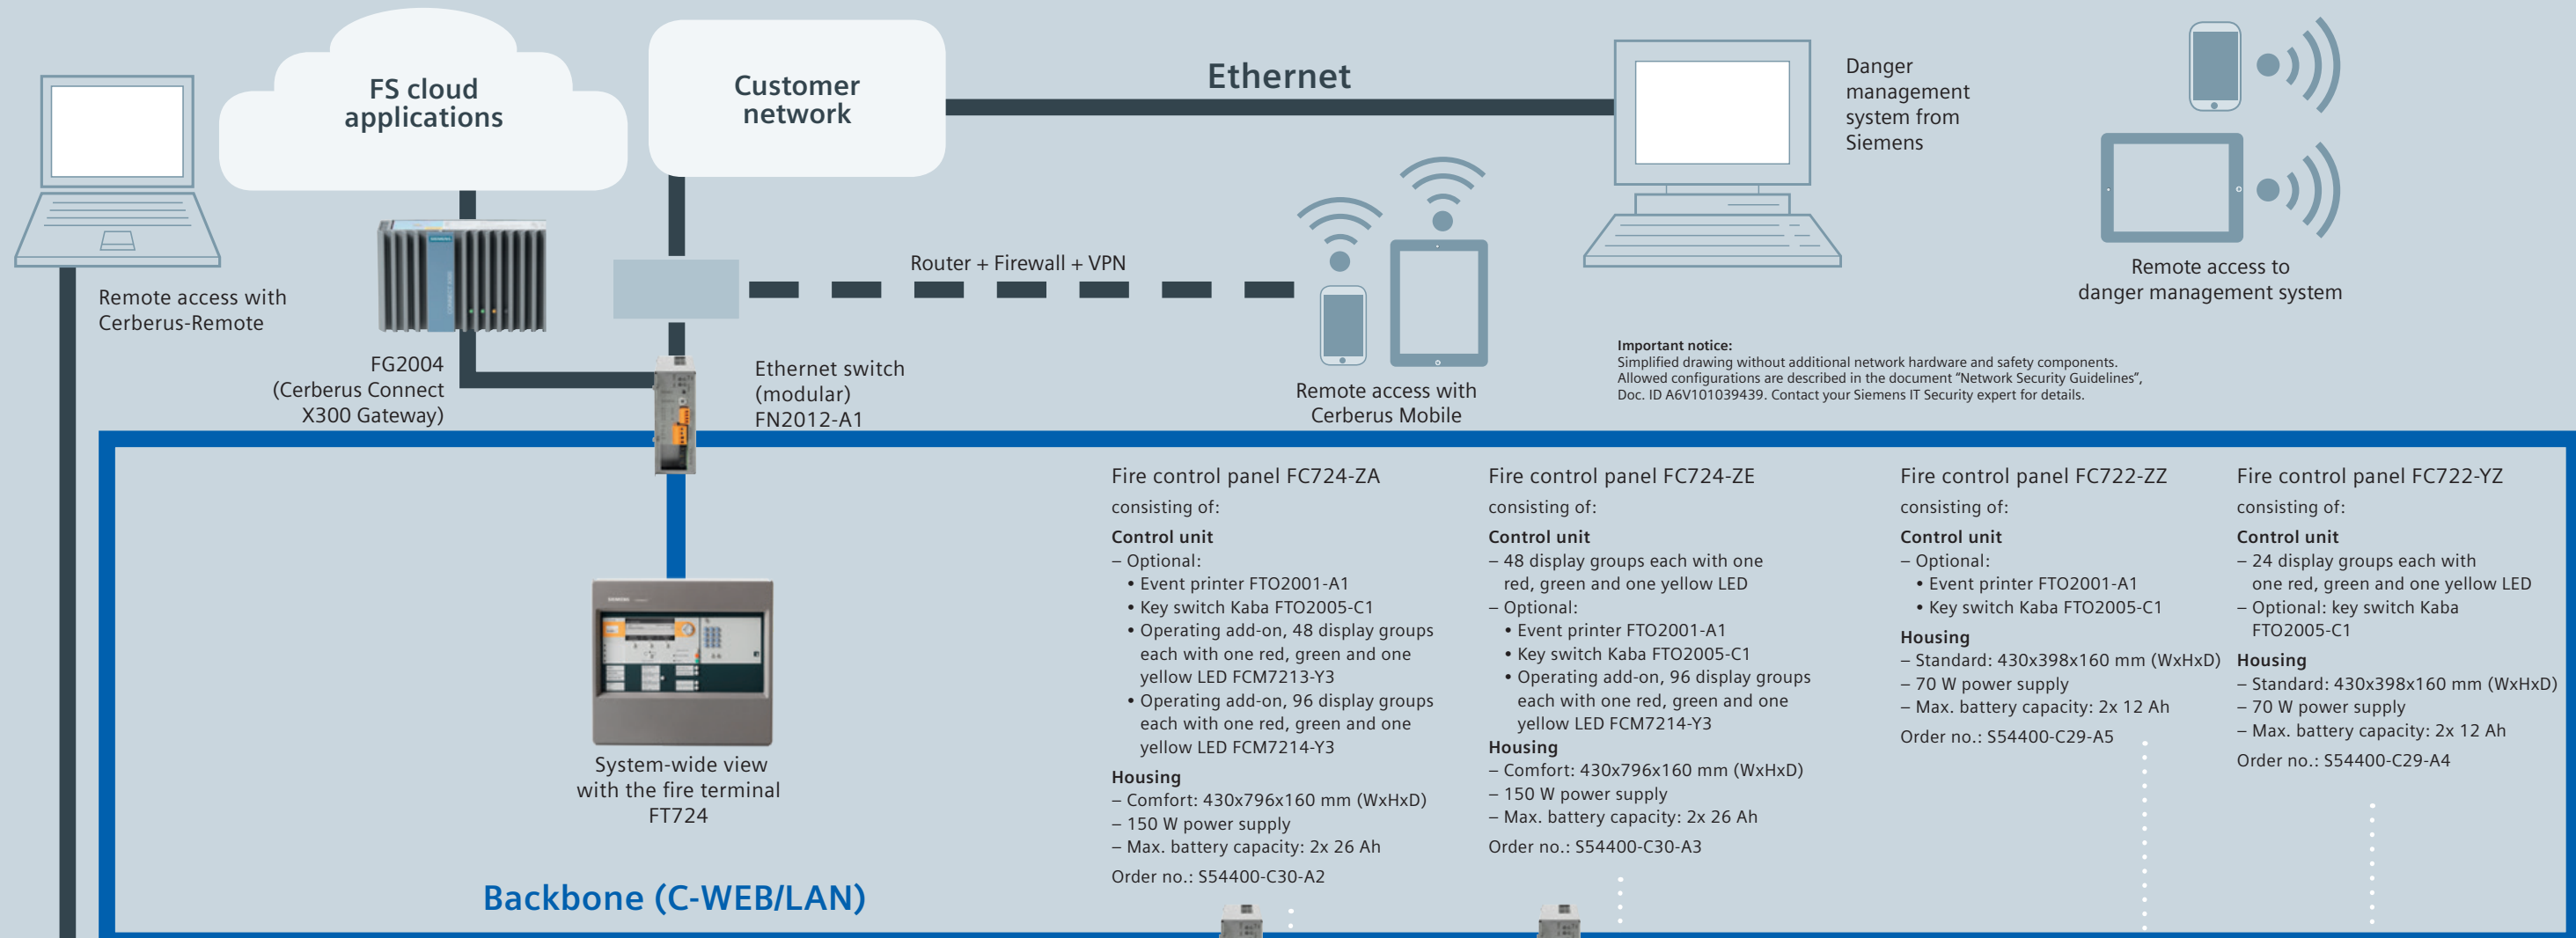 FS cloud
applications
Customer
network
Ethernet
Danger
management
system from
Siemens
Router + Firewall + VPN
Remote access to
danger management system
Remote access with
Cerberus-Remote
FG2004
(Cerberus Connect
X300 Gateway)
Ethernet switch
(modular)
FN2012-A1
Remote access with
Cerberus Mobile
Important notice:
Simplified drawing without additional network hardware and safety components.
Allowed configurations are described in the document “Network Security Guidelines”,
Doc. ID A6V101039439. Contact your Siemens IT Security expert for details.
System-wide view
with the fire terminal
FT724
Backbone (C-WEB/LAN)
Fire control panel FC724-ZA
consisting of:
Control unit
– Optional:
• Event printer FTO2001-A1
• Key switch Kaba FTO2005-C1
• Operating add-on, 48 display groups
each with one red, green and one
yellow LED FCM7213-Y3
• Operating add-on, 96 display groups
each with one red, green and one
yellow LED FCM7214-Y3
Housing
– Comfort: 430x796x160 mm (WxHxD)
– 150 W power supply
– Max. battery capacity: 2x 26 Ah
Order no.: S54400-C30-A2
Fire control panel FC724-ZE
consisting of:
Control unit
– 48 display groups each with one
red, green and one yellow LED
– Optional:
• Event printer FTO2001-A1
• Key switch Kaba FTO2005-C1
• Operating add-on, 96 display groups
each with one red, green and one
yellow LED FCM7214-Y3
Housing
– Comfort: 430x796x160 mm (WxHxD)
– 150 W power supply
– Max. battery capacity: 2x 26 Ah
Order no.: S54400-C30-A3
Fire control panel FC722-ZZ
consisting of:
Control unit
– Optional:
• Event printer FTO2001-A1
• Key switch Kaba FTO2005-C1
Housing
– Standard: 430x398x160 mm (WxHxD)
– 70 W power supply
– Max. battery capacity: 2x 12 Ah
Order no.: S54400-C29-A5
Fire control panel FC722-YZ
consisting of:
Control unit
– 24 display groups each with
one red, green and one yellow LED
– Optional: key switch Kaba
FTO2005-C1
Housing
– Standard: 430x398x160 mm (WxHxD)
– 70 W power supply
– Max. battery capacity: 2x 12 Ah
Order no.: S54400-C29-A4